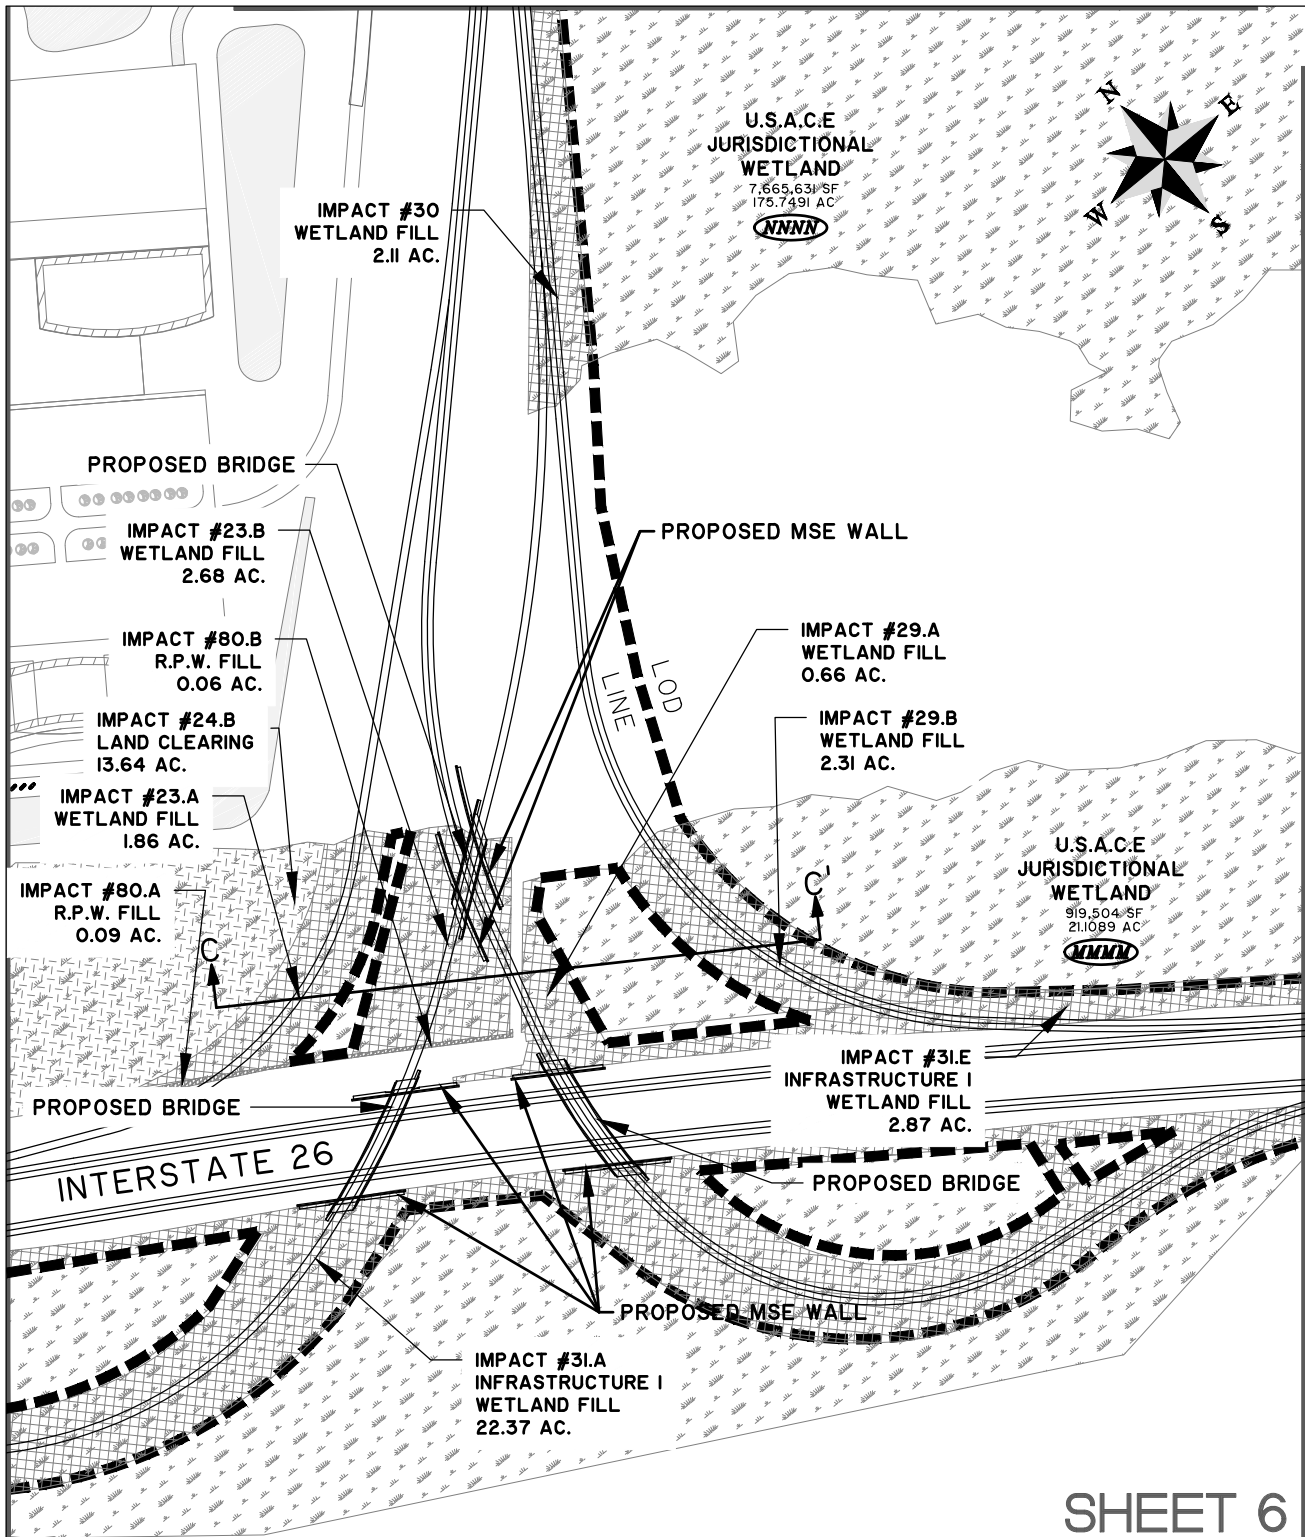 U.S.A.C.E
JURISDICTIONAL
WETLAND
7,665,631 SF
175.7491 AC
NNNN
N
E
W
S
IMPACT #30
WETLAND FILL
2.11 AC.
PROPOSED BRIDGE
IMPACT #23.B
WETLAND FILL
2.68 AC.
PROPOSED MSE WALL
IMPACT #80.B
R.P.W. FILL
0.06 AC.
IMPACT #29.A
WETLAND FILL
0.66 AC.
LOD
LINE
IMPACT #24.B
LAND CLEARING
13.64 AC.
IMPACT #29.B
WETLAND FILL
2.31 AC.
IMPACT #23.A
WETLAND FILL
1.86 AC.
U.S.A.C.E
JURISDICTIONAL
WETLAND
919,504 SF
21.1089 AC
MMMM
IMPACT #80.A
R.P.W. FILL
0.09 AC.
C
C'
IMPACT #31.E
INFRASTRUCTURE I
WETLAND FILL
2.87 AC.
PROPOSED BRIDGE
INTERSTATE 26
PROPOSED BRIDGE
PROPOSED MSE WALL
IMPACT #31.A
INFRASTRUCTURE I
WETLAND FILL
22.37 AC.
SHEET 6